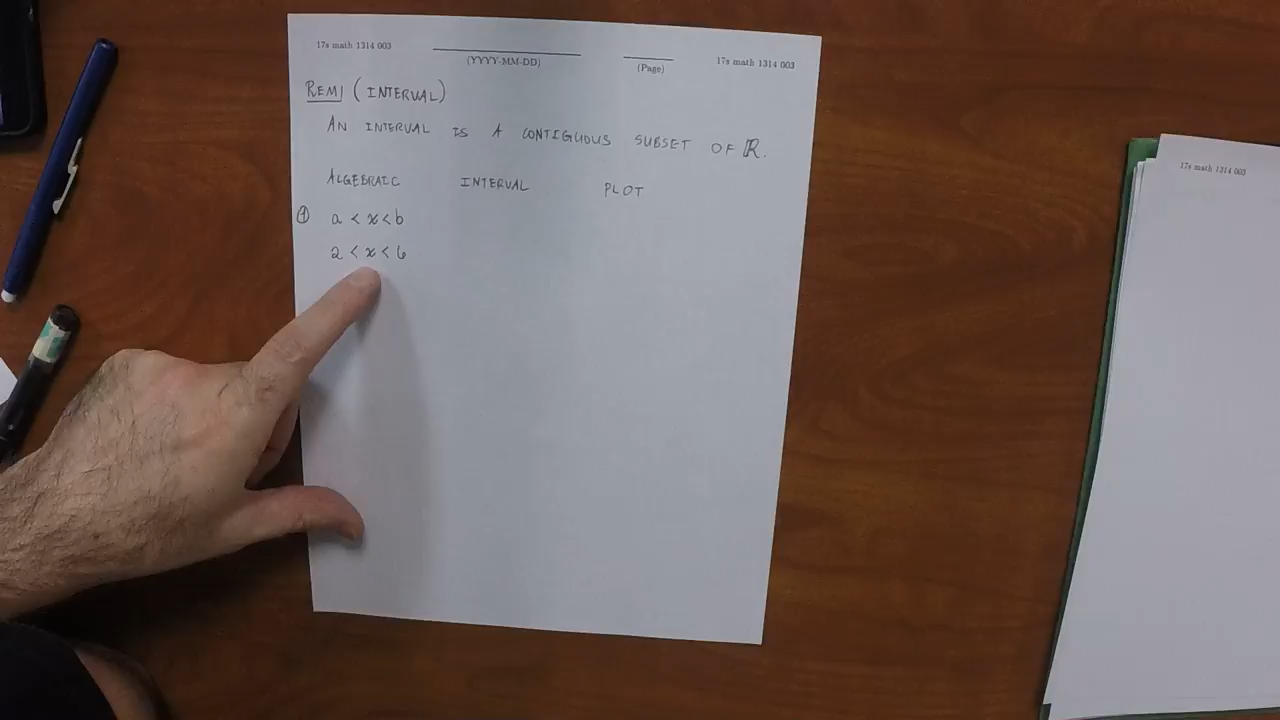 17s math 1314 003 (YYYY-MM-DD) (Page) 17s math 1314 003
REM (INTERVAL)
AN INTERVAL IS A CONTIGUOUS SUBSET OF ℝ.
ALGEBRAIC INTERVAL PLOT
① a < x < b
2 < x < 6
17s math 1314 003